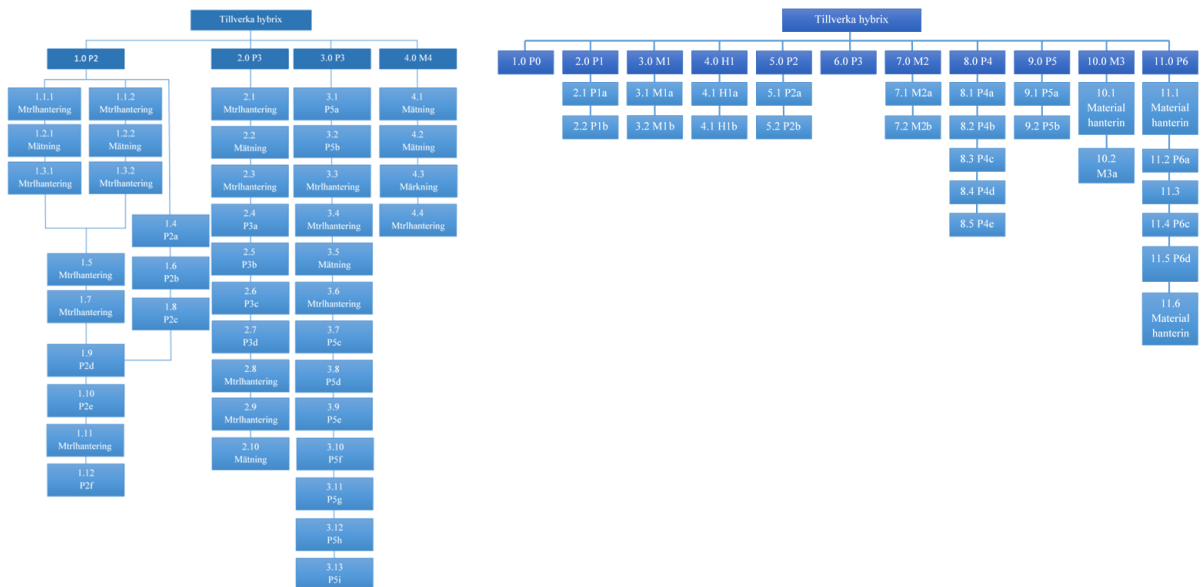 Tillverka hybrix
1.0 P2
1.1.1
Mtrlhantering
1.1.2
Mtrlhantering
1.2.1
Mätning
1.2.2
Mätning
1.3.1
Mtrlhantering
1.3.2
Mtrlhantering
1.4
P2a
1.5
Mtrlhantering
1.6
P2b
1.7
Mtrlhantering
1.8
P2c
1.9
P2d
1.10
P2e
1.11
Mtrlhantering
1.12
P2f
2.0 P3
2.1
Mtrlhantering
2.2
Mätning
2.3
Mtrlhantering
2.4
P3a
2.5
P3b
2.6
P3c
2.7
P3d
2.8
Mtrlhantering
2.9
Mtrlhantering
2.10
Mätning
3.0 P3
3.1
P5a
3.2
P5b
3.3
Mtrlhantering
3.4
Mtrlhantering
3.5
Mätning
3.6
Mtrlhantering
3.7
P5c
3.8
P5d
3.9
P5e
3.10
P5f
3.11
P5g
3.12
P5h
3.13
P5i
4.0 M4
4.1
Mätning
4.2
Mätning
4.3
Märkning
4.4
Mtrlhantering
Tillverka hybrix
1.0 P0
2.0 P1
2.1 P1a
2.2 P1b
3.0 M1
3.1 M1a
3.2 M1b
4.0 H1
4.1 H1a
4.1 H1b
5.0 P2
5.1 P2a
5.2 P2b
6.0 P3
7.0 M2
7.1 M2a
7.2 M2b
8.0 P4
8.1 P4a
8.2 P4b
8.3 P4c
8.4 P4d
8.5 P4e
9.0 P5
9.1 P5a
9.2 P5b
10.0 M3
10.1
Material
hanterin
10.2
M3a
11.0 P6
11.1
Material
hanterin
11.2 P6a
11.3
11.4 P6c
11.5 P6d
11.6
Material
hanterin